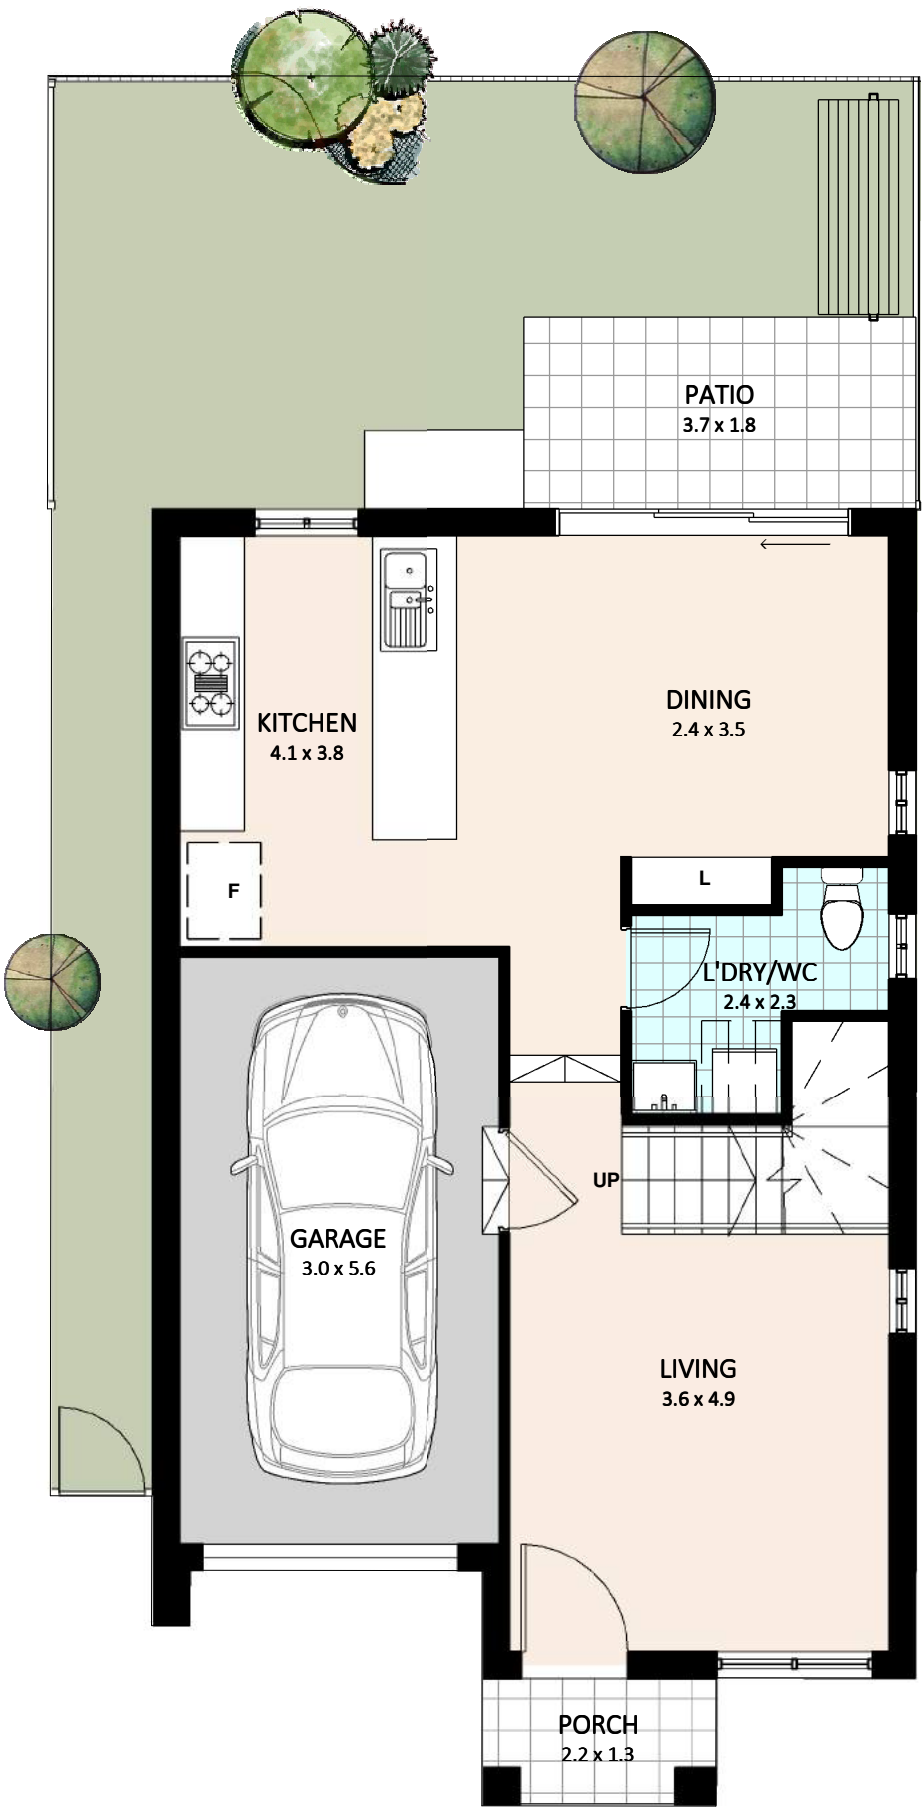 PATIO
3.7 x 1.8
DINING
2.4 x 3.5
KITCHEN
4.1 x 3.8
L
F
L'DRY/WC
2.4 x 2.3
UP
GARAGE
3.0 x 5.6
LIVING
3.6 x 4.9
PORCH
2.2 x 1.3